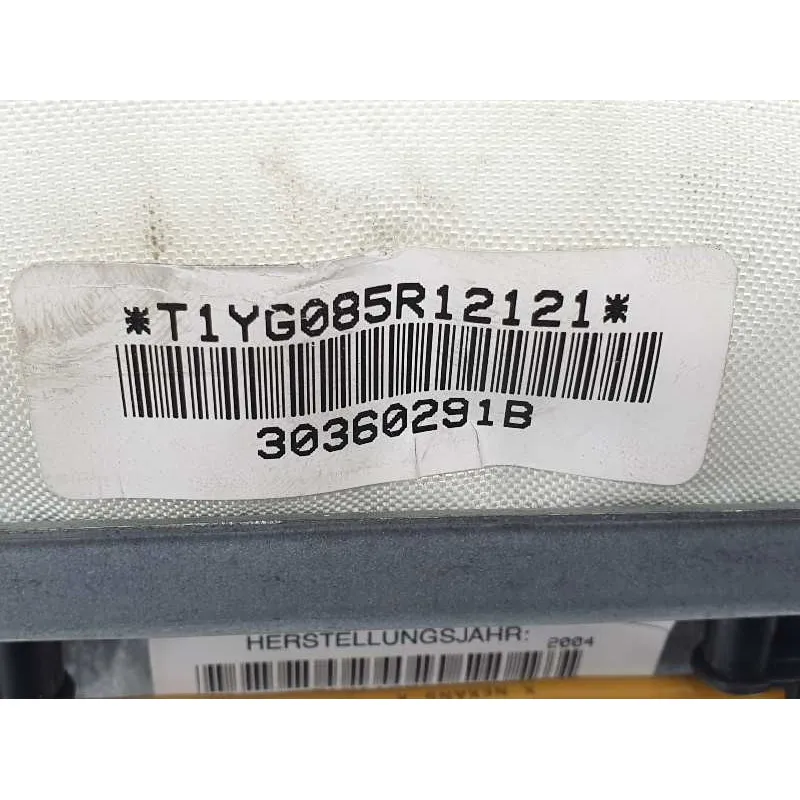 *T1YG085R12121*
30360291B
HERSTELLUNGSJAHR: 2004